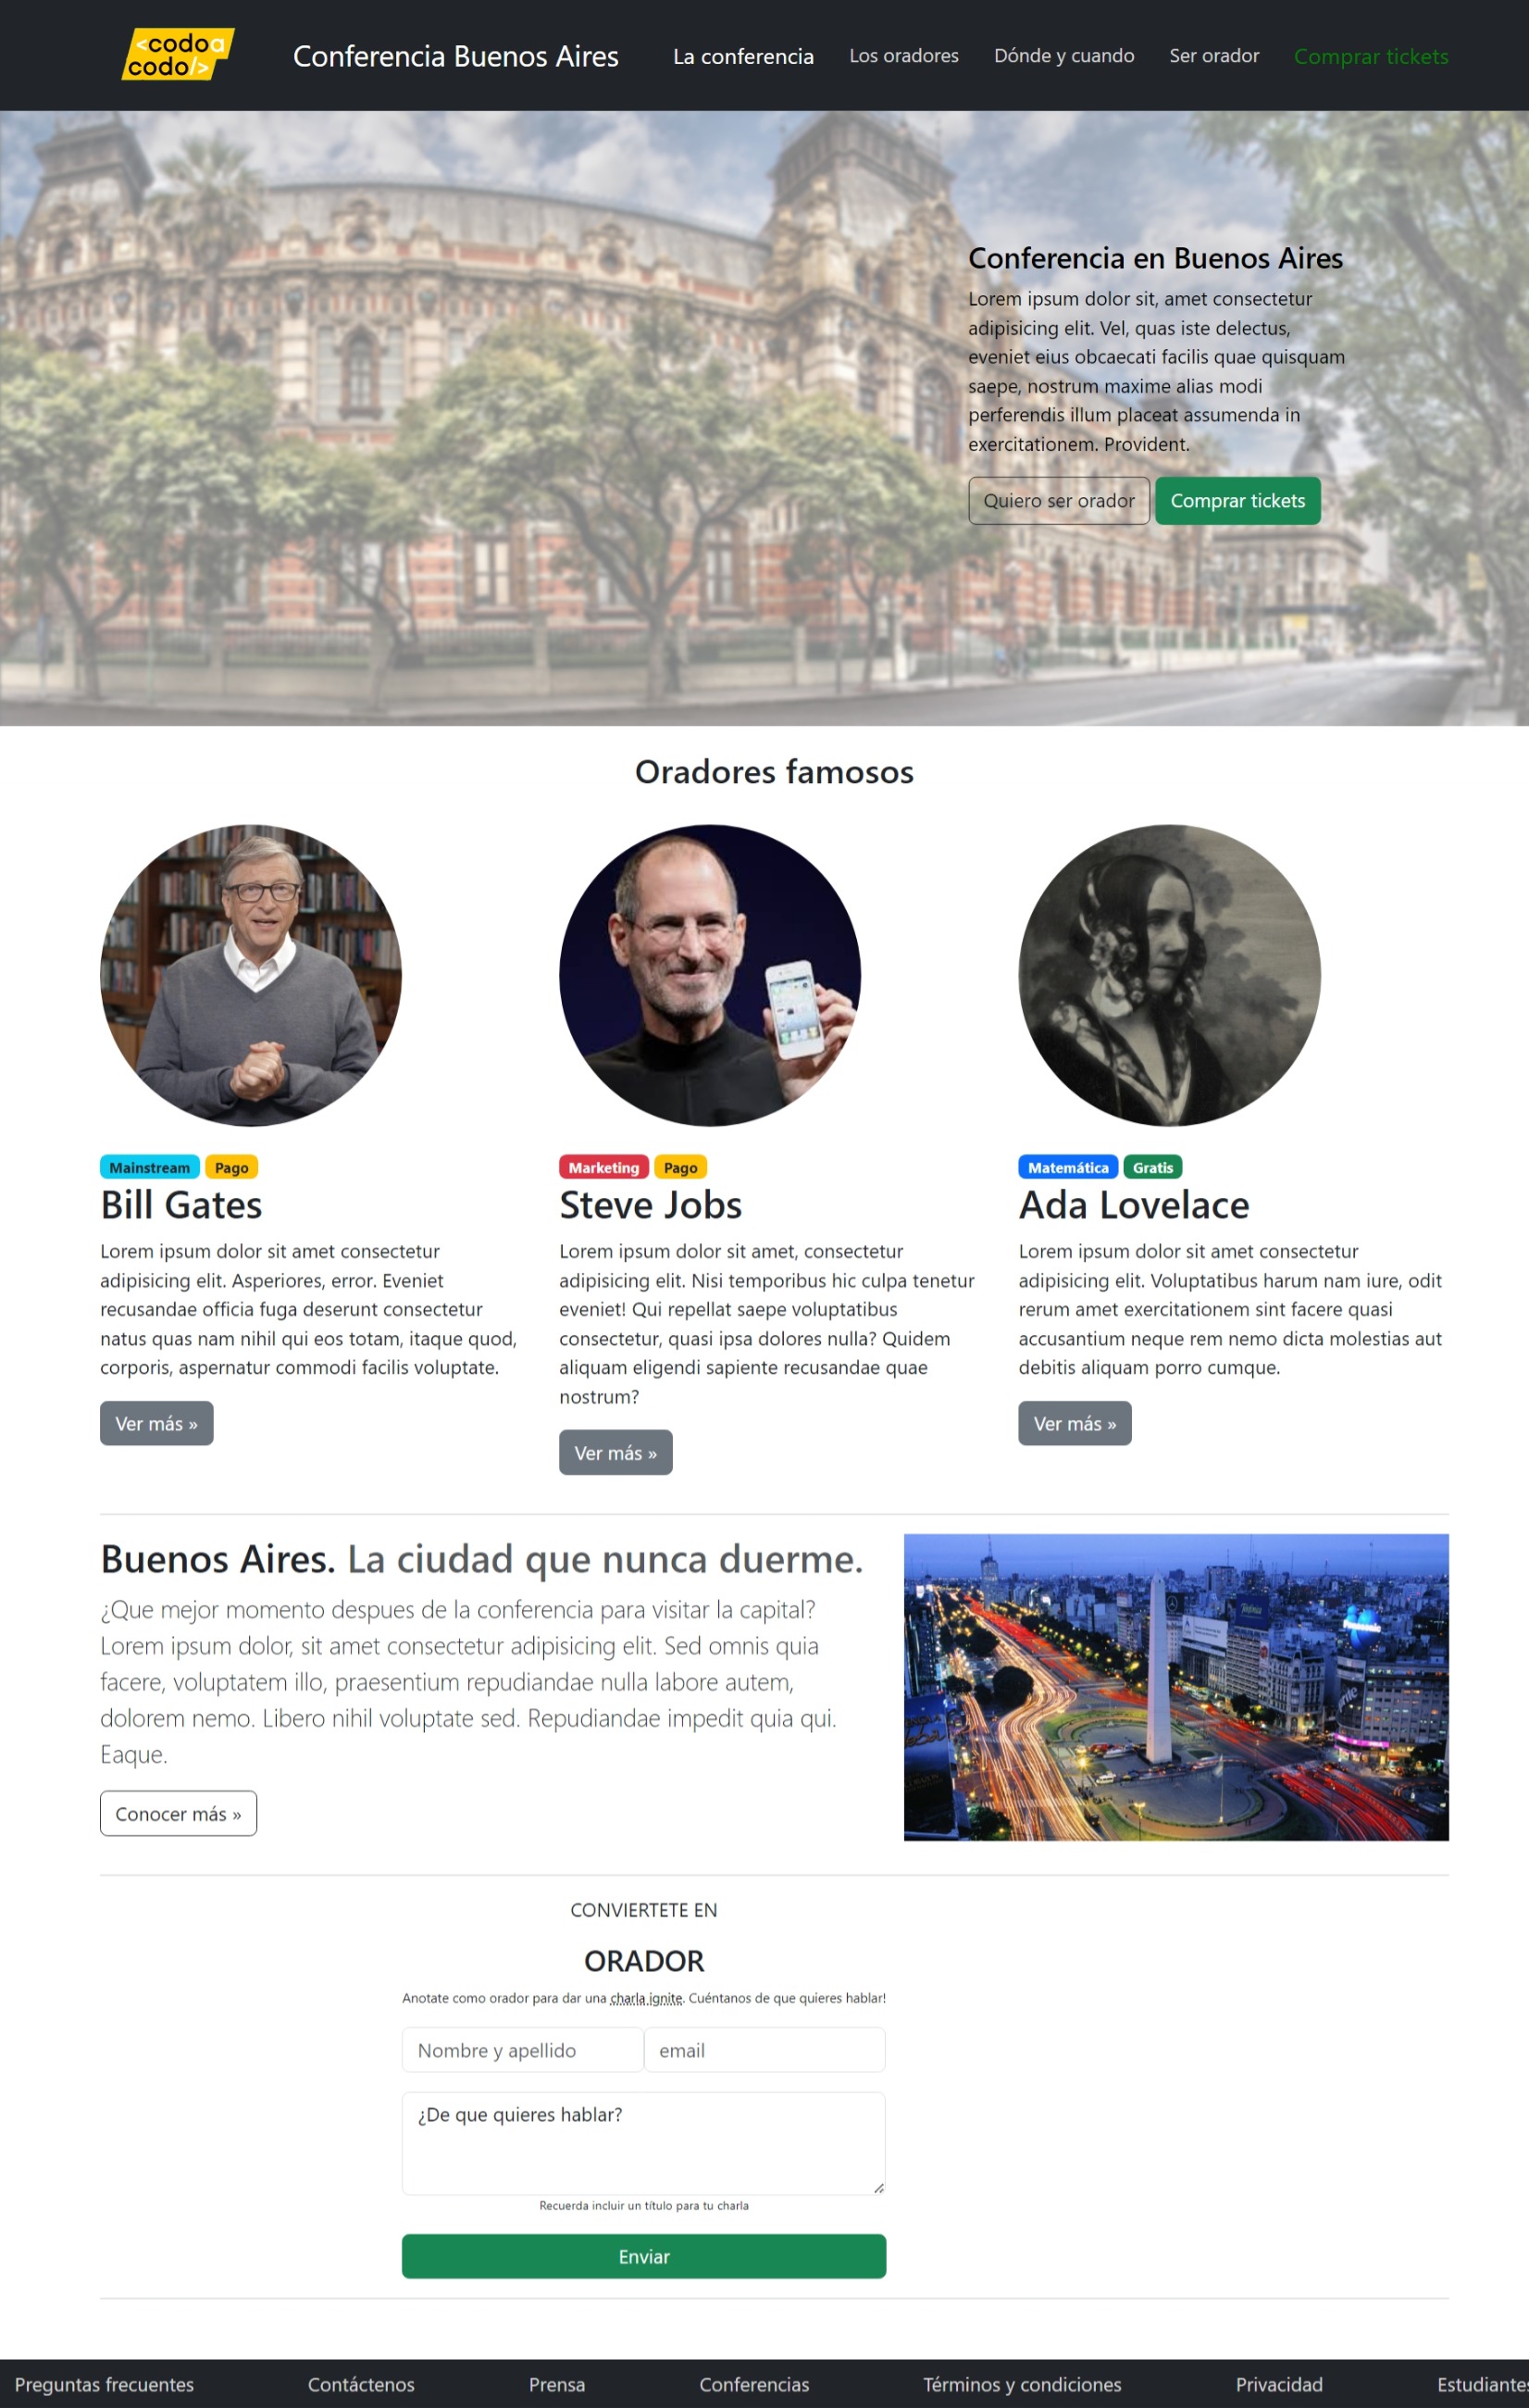 <codoa
codo/>
Conferencia Buenos Aires
La conferencia
Los oradores
Dónde y cuando
Ser orador
Comprar tickets
Conferencia en Buenos Aires
Lorem ipsum dolor sit, amet consectetur
adipisicing elit. Vel, quas iste delectus,
eveniet eius obcaecati facilis quae quisquam
saepe, nostrum maxime alias modi
perferendis illum placeat assumenda in
exercitationem. Provident.
Quiero ser orador
Comprar tickets
Oradores famosos
Mainstream
Pago
Bill Gates
Lorem ipsum dolor sit amet consectetur
adipisicing elit. Asperiores, error. Eveniet
recusandae officia fuga deserunt consectetur
natus quas nam nihil qui eos totam, itaque quod,
corporis, aspernatur commodi facilis voluptate.
Ver más »
Marketing
Pago
Steve Jobs
Lorem ipsum dolor sit amet, consectetur
adipisicing elit. Nisi temporibus hic culpa tenetur
eveniet! Qui repellat saepe voluptatibus
consectetur, quasi ipsa dolores nulla? Quidem
aliquam eligendi sapiente recusandae quae
nostrum?
Ver más »
Matemática
Gratis
Ada Lovelace
Lorem ipsum dolor sit amet consectetur
adipisicing elit. Voluptatibus harum nam iure, odit
rerum amet exercitationem sint facere quasi
accusantium neque rem nemo dicta molestias aut
debitis aliquam porro cumque.
Ver más »
Buenos Aires. La ciudad que nunca duerme.
¿Que mejor momento despues de la conferencia para visitar la capital?
Lorem ipsum dolor, sit amet consectetur adipisicing elit. Sed omnis quia
facere, voluptatem illo, praesentium repudiandae nulla labore autem,
dolorem nemo. Libero nihil voluptate sed. Repudiandae impedit quia qui.
Eaque.
Conocer más »
Telefónica
Panasonic
CONVIERTETE EN
ORADOR
Anotate como orador para dar una charla ignite. Cuéntanos de que quieres hablar!
Nombre y apellido
email
¿De que quieres hablar?
Recuerda incluir un título para tu charla
Enviar
Preguntas frecuentes
Contáctenos
Prensa
Conferencias
Términos y condiciones
Privacidad
Estudiantes